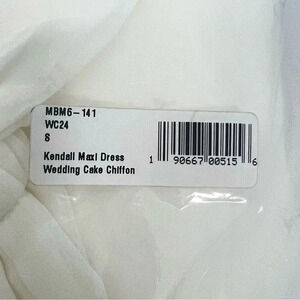 MBM6-141
WC24
S
Kendall Maxi Dress
Wedding Cake Chiffon
1 90667 00515 6